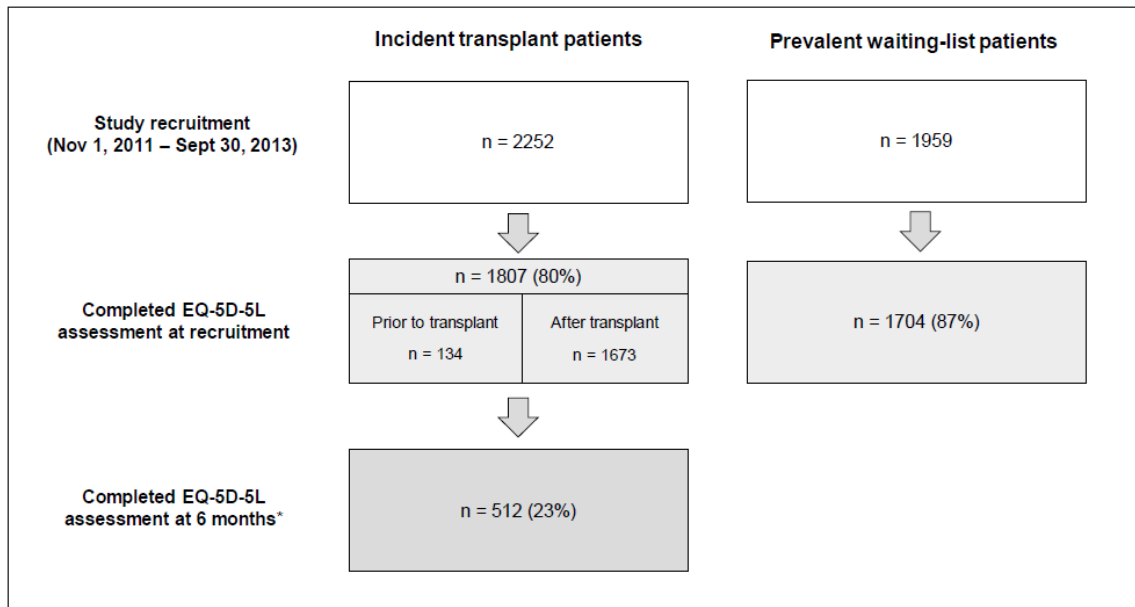 Incident transplant patients
Prevalent waiting-list patients
Study recruitment
(Nov 1, 2011 – Sept 30, 2013)
n = 2252
n = 1959
Completed EQ-5D-5L
assessment at recruitment
n = 1807 (80%)
Prior to transplant
n = 134
After transplant
n = 1673
n = 1704 (87%)
Completed EQ-5D-5L
assessment at 6 months*
n = 512 (23%)